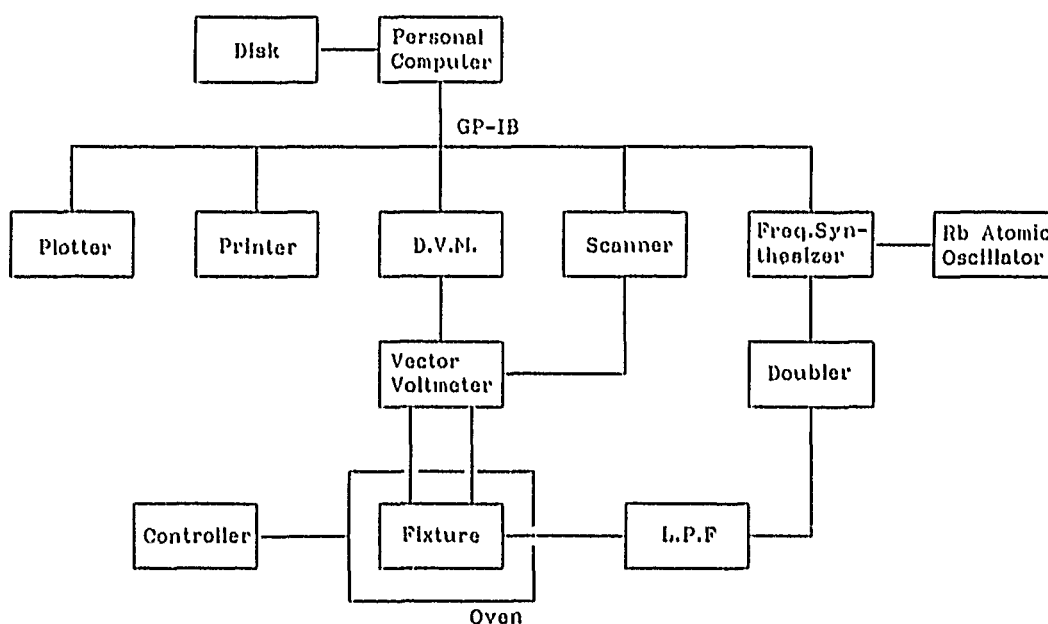 Disk
Personal
Computer
GP-IB
Plotter
Printer
D.V.M.
Scanner
Freq.Syn-
thesizer
Rb Atomic
Oscillator
Vector
Voltmeter
Doubler
Controller
Fixture
L.P.F
Oven